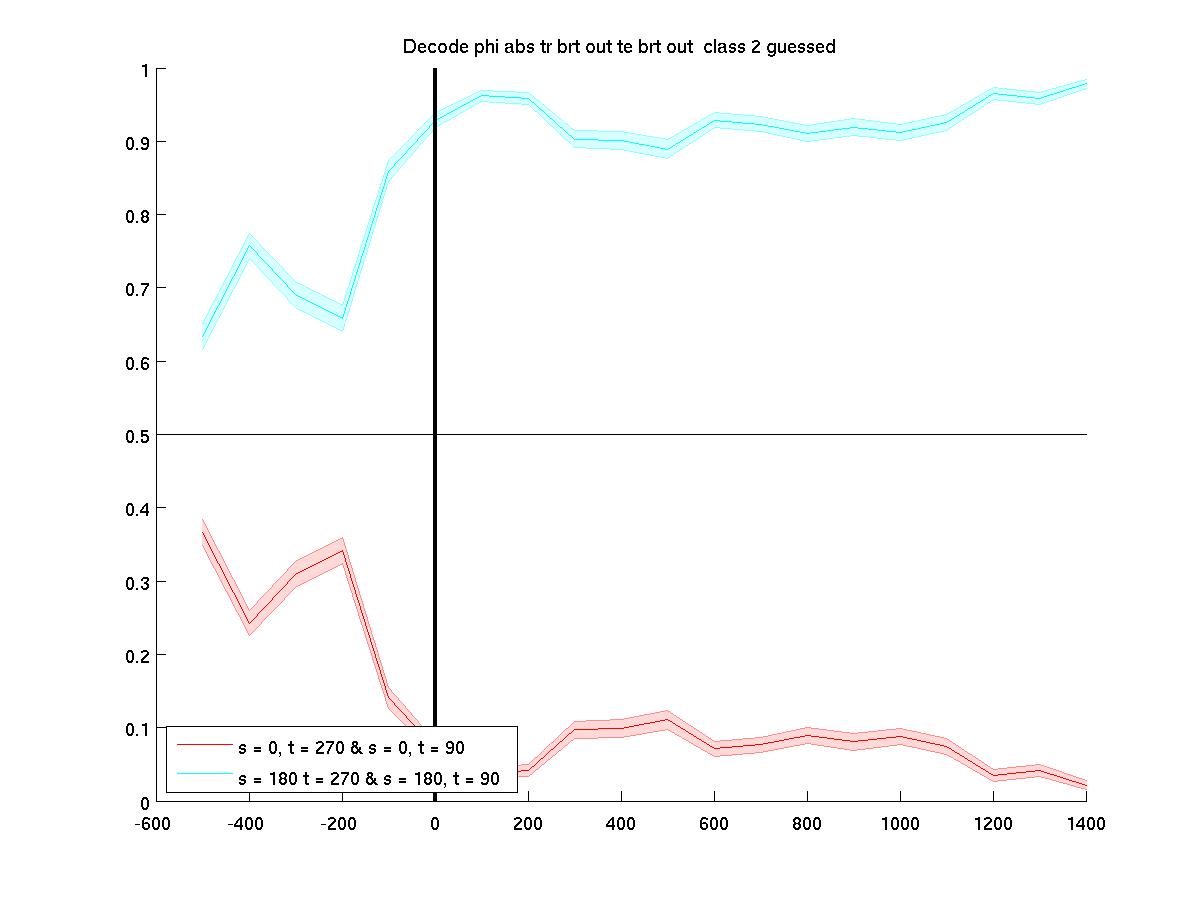 Decode phi abs tr brt out te brt out  class 2 guessed
1
0.9
0.8
0.7
0.6
0.5
0.4
0.3
0.2
0.1
0
s = 0, t = 270 & s = 0, t = 90
s = 180 t = 270 & s = 180, t = 90
-600 -400 -200 0 200 400 600 800 1000 1200 1400